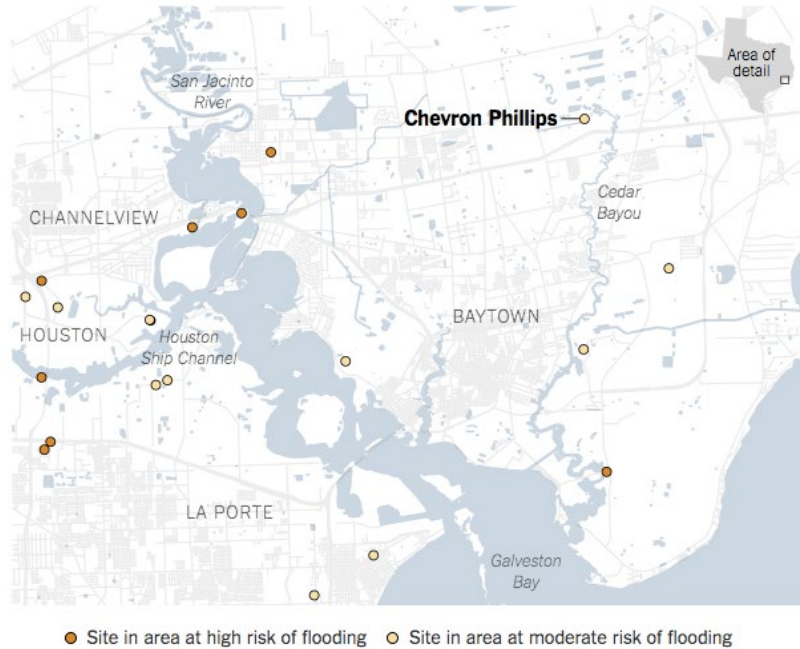 Area of
detail
San Jacinto
River
Chevron Phillips
Cedar
Bayou
CHANNELVIEW
BAYTOWN
HOUSTON
Houston
Ship Channel
LA PORTE
Galveston
Bay
Site in area at high risk of flooding
Site in area at moderate risk of flooding